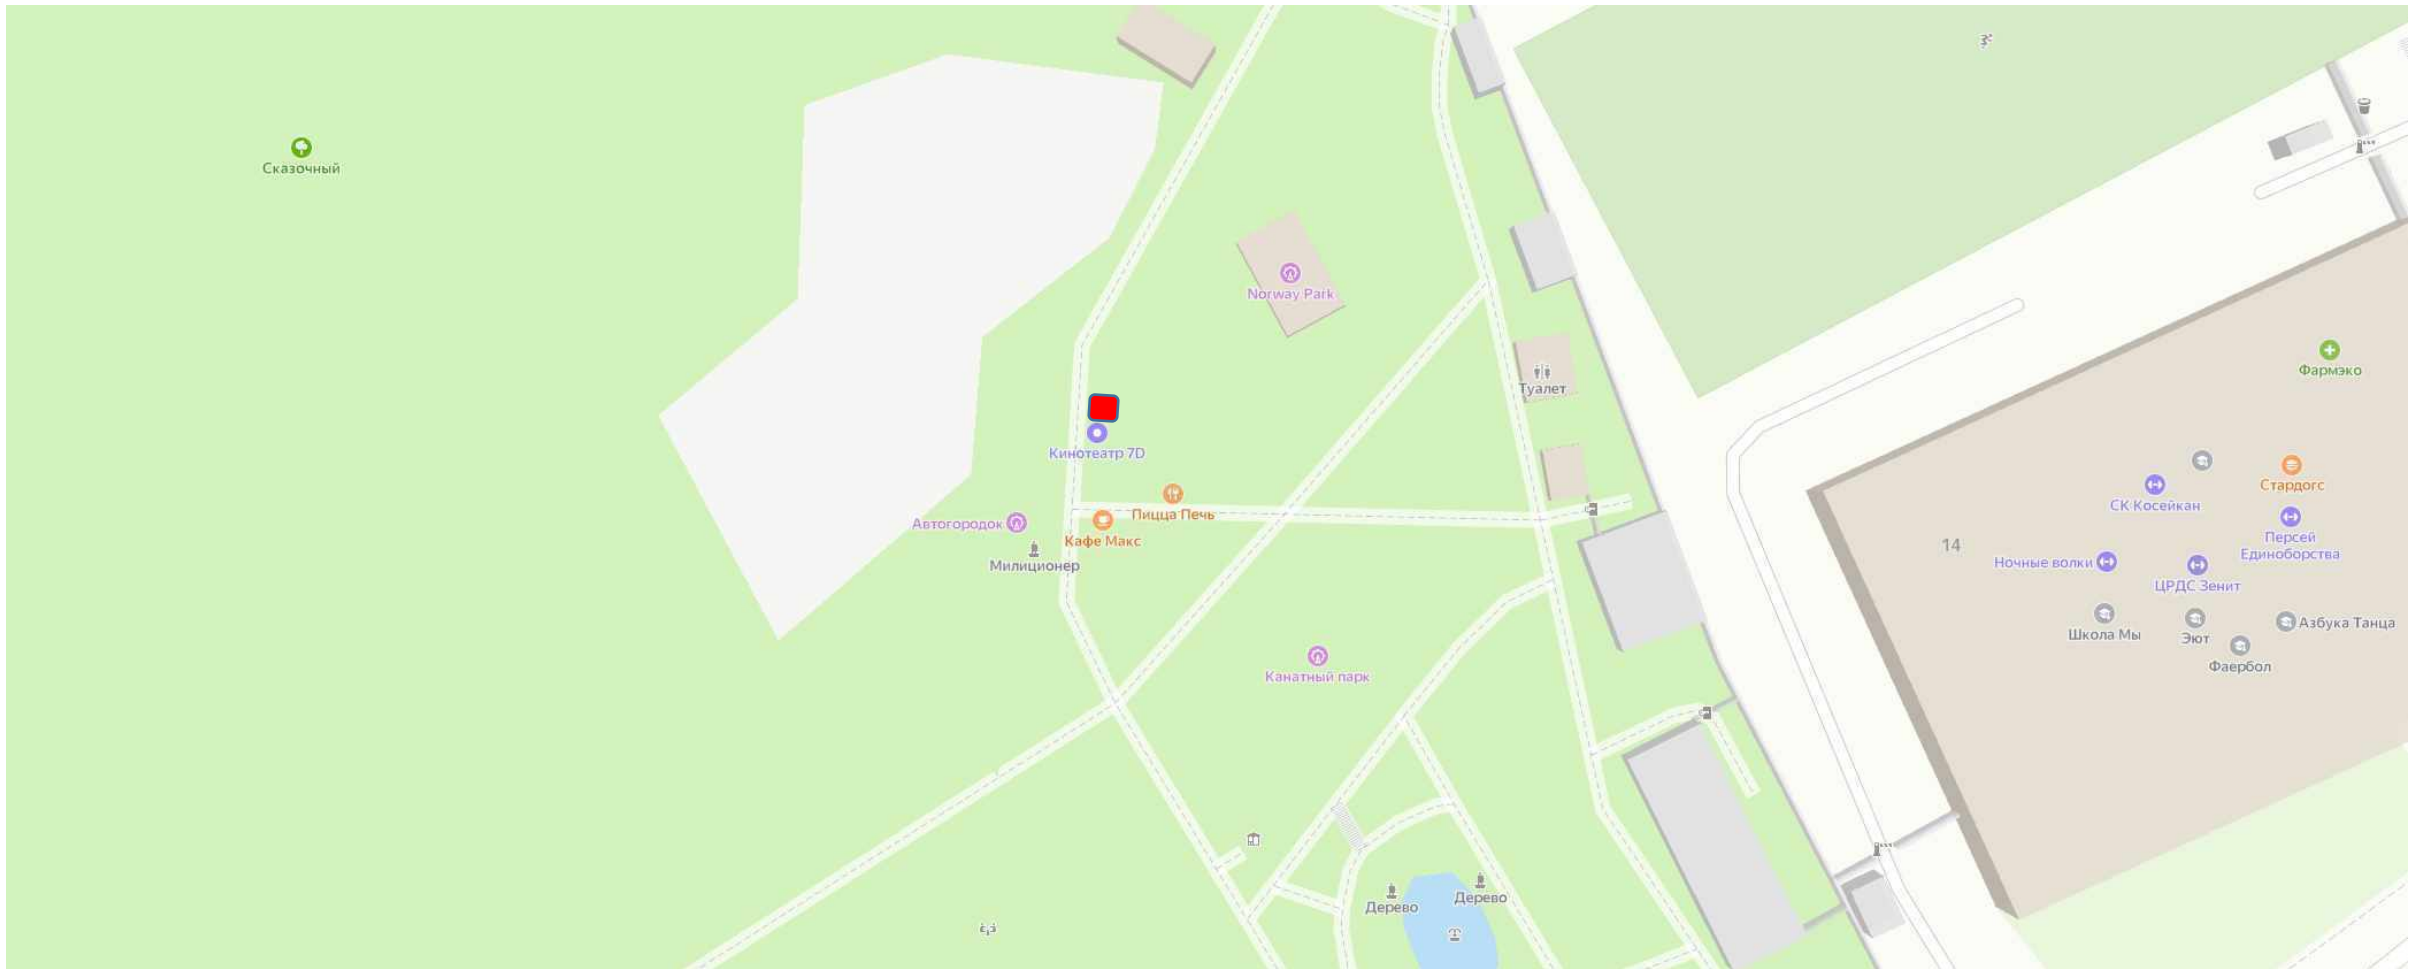 Сказочный
Norway Park
Туалет
Фармэко
Кинотеатр 7D
Стардогс
СК Косейкан
Автогородок
Пицца Печь
Кафе Макс
Персей
Единоборства
14
Милиционер
Ночные волки
ЦРДС Зенит
Школа Мы
Эют
Азбука Танца
Фаербол
Канатный парк
Дерево
Дерево